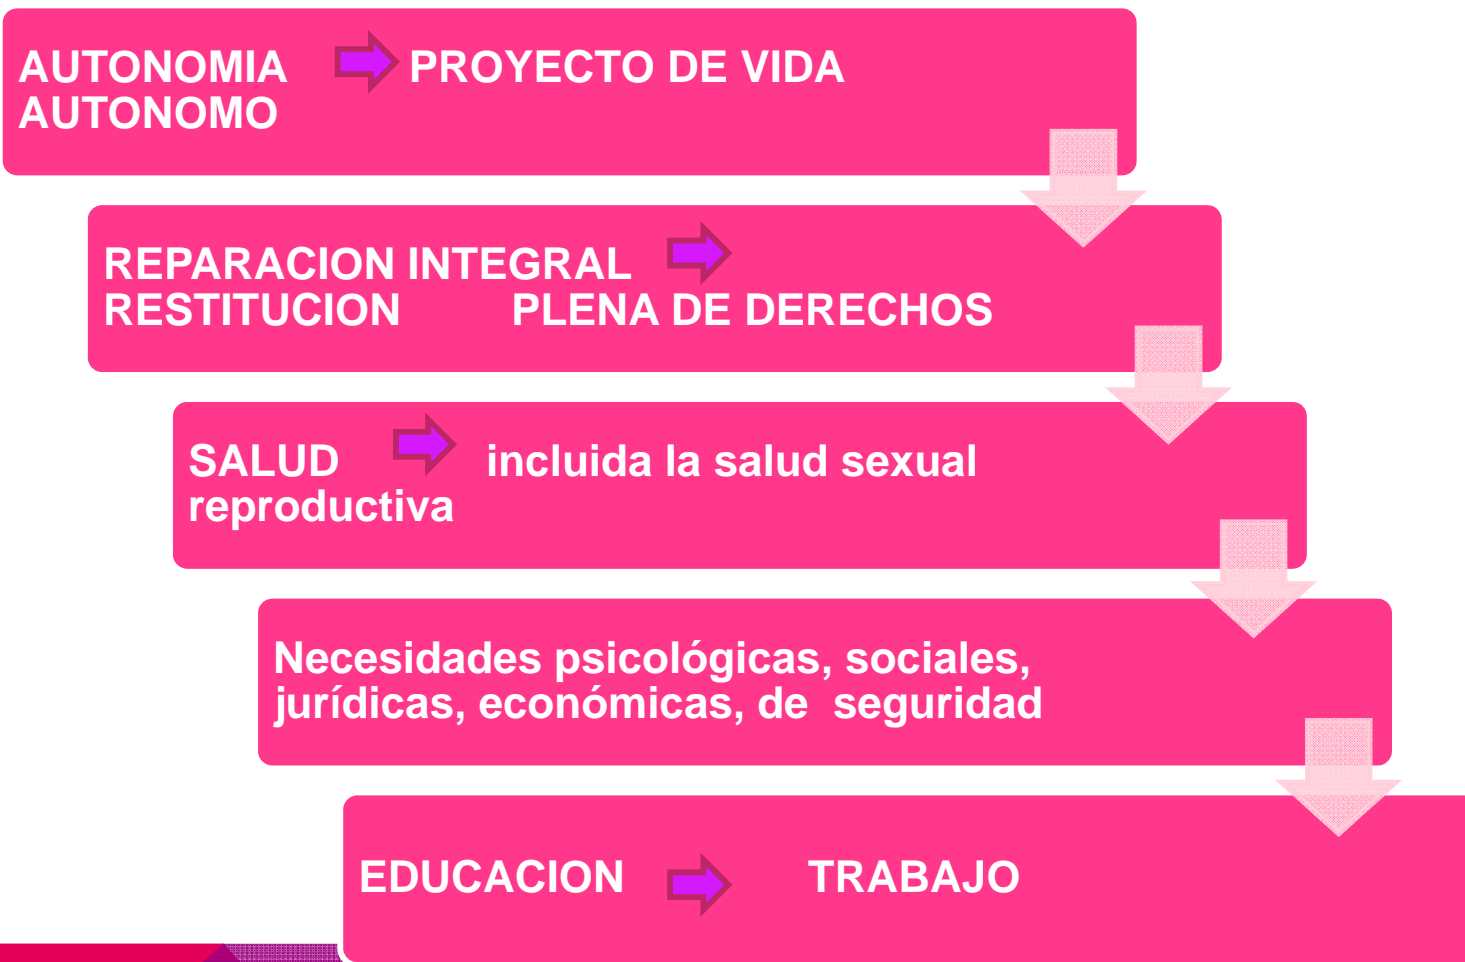 AUTONOMIA PROYECTO DE VIDA
AUTONOMO
REPARACION INTEGRAL
RESTITUCION PLENA DE DERECHOS
SALUD incluida la salud sexual
reproductiva
Necesidades psicológicas, sociales,
jurídicas, económicas, de seguridad
EDUCACION TRABAJO